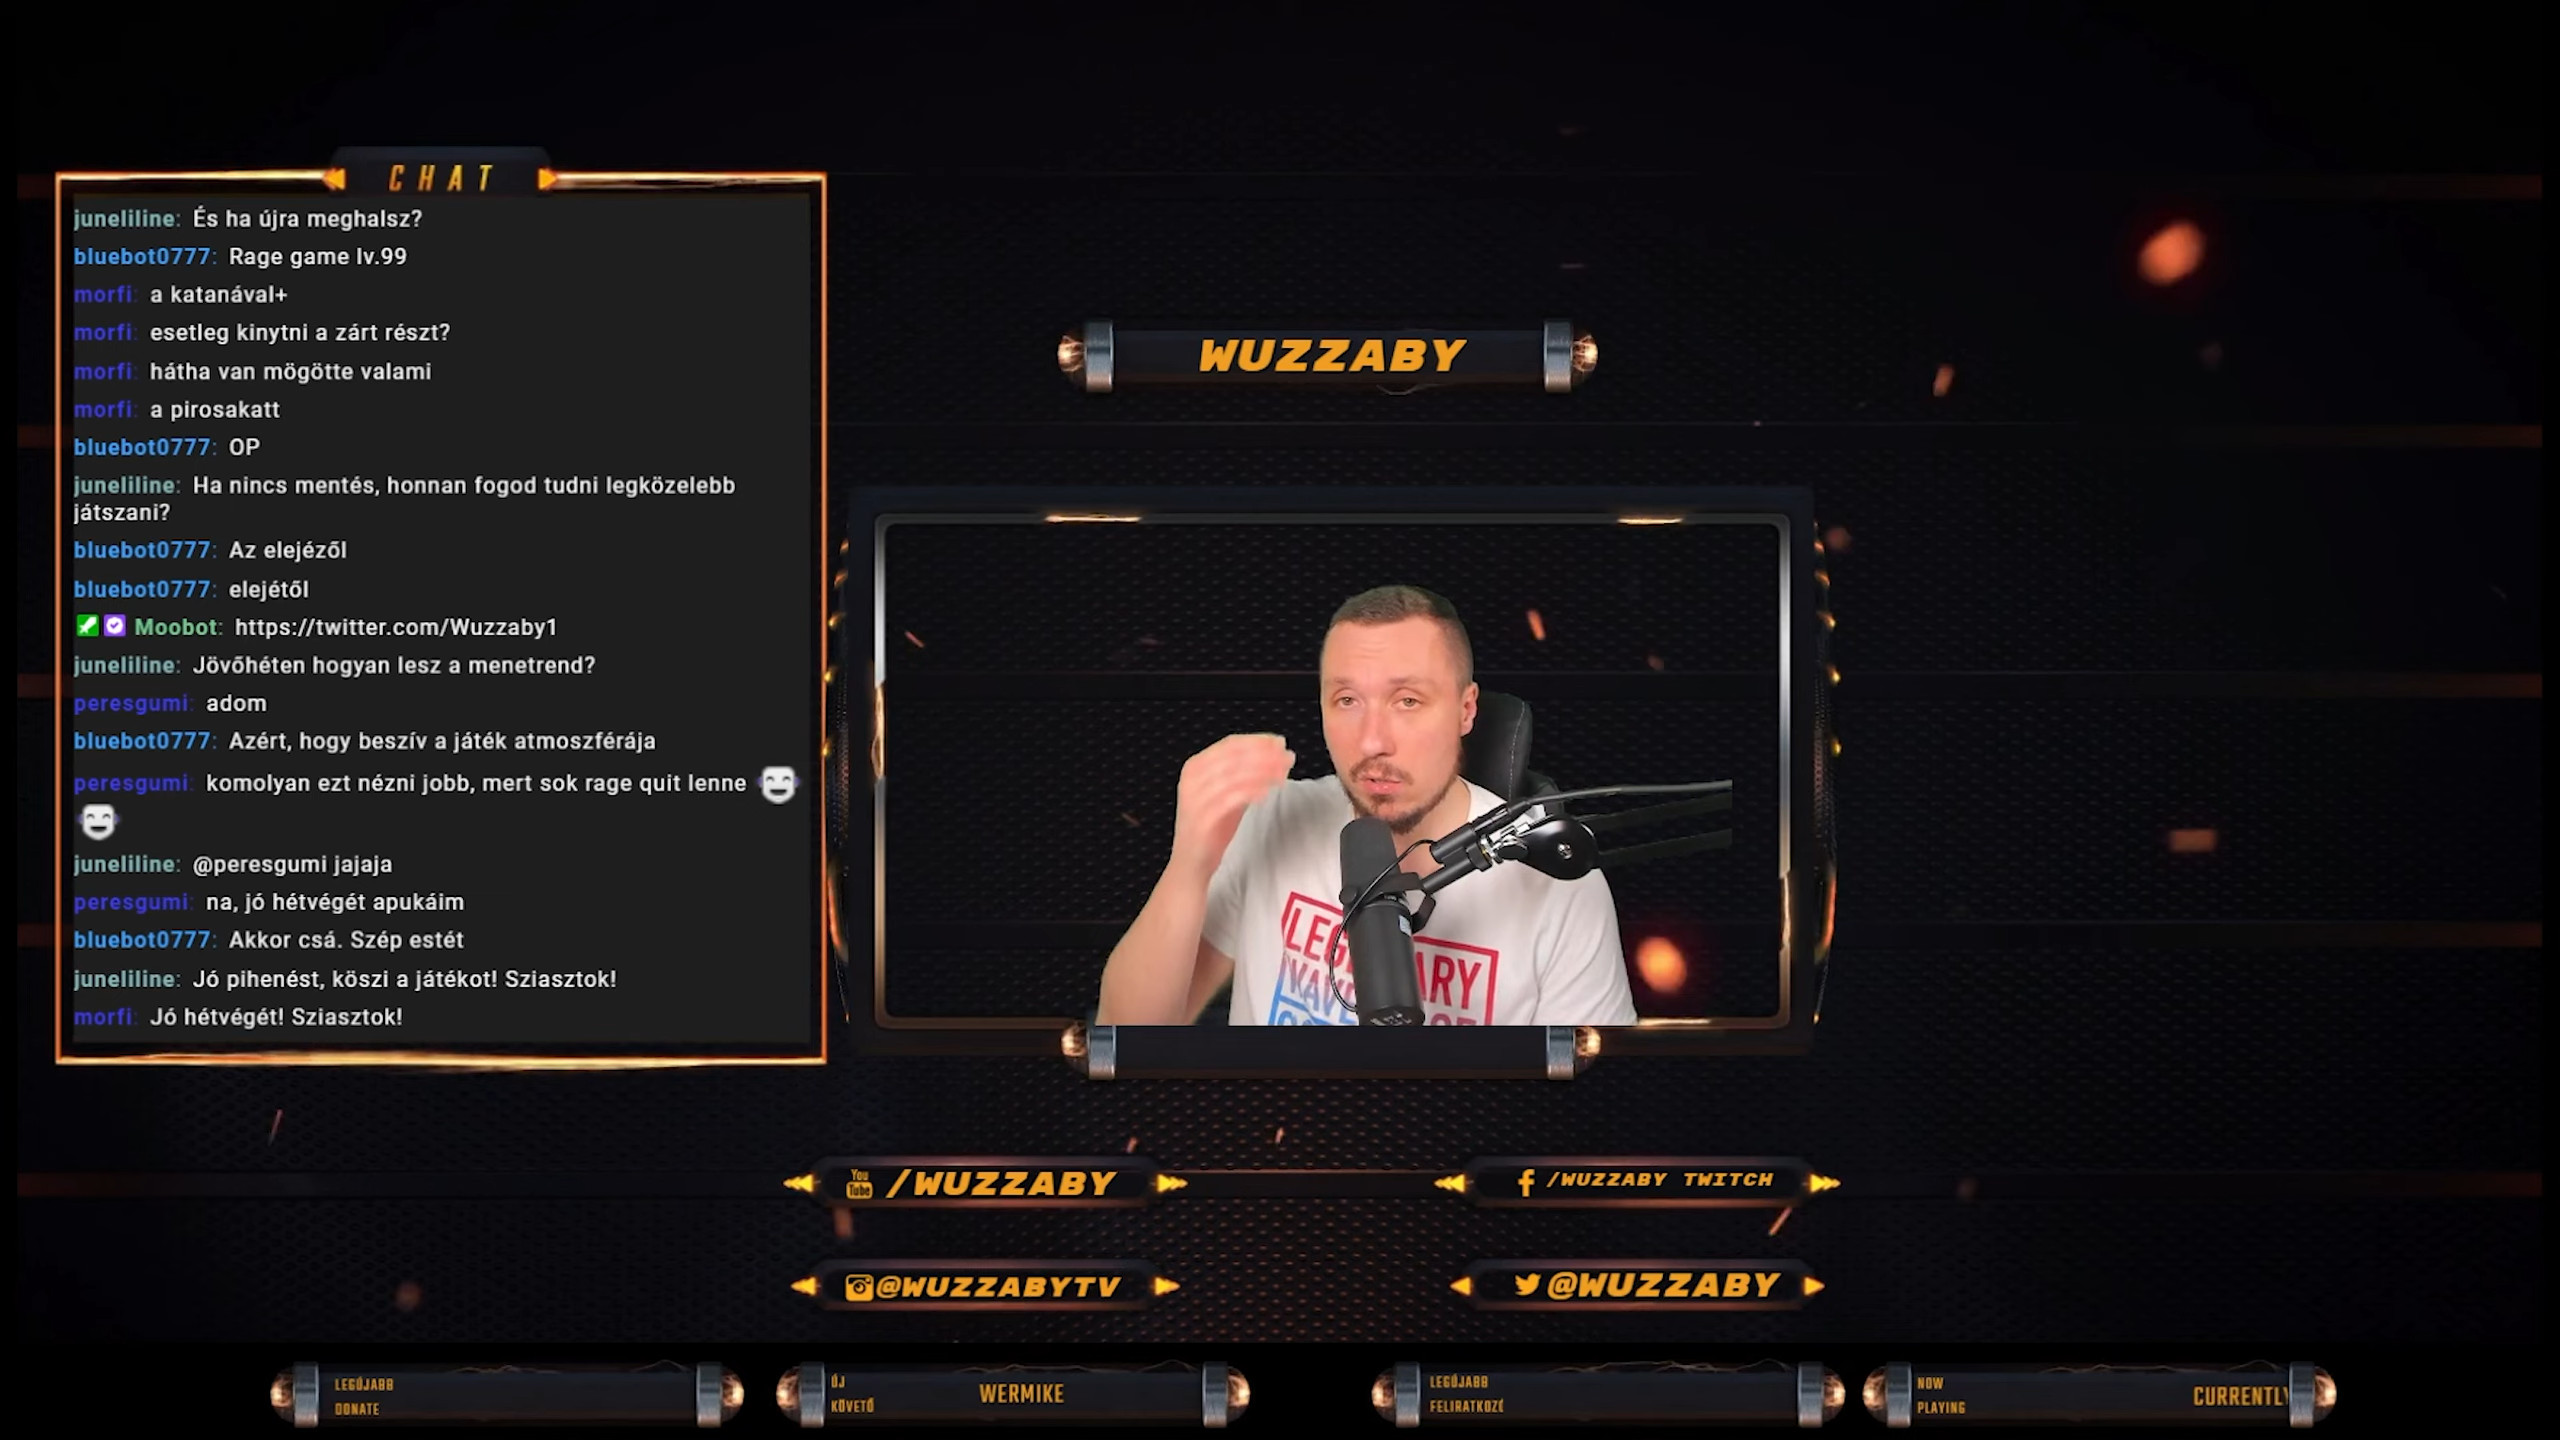 CHAT
juneliline: És ha újra meghalsz?
bluebot0777: Rage game lv.99
morfi: a katanával+
morfi: esetleg kinytni a zárt részt?
morfi: hátha van mögötte valami
morfi: a pirosakatt
bluebot0777: OP
juneliline: Ha nincs mentés, honnan fogod tudni legközelebb
játszani?
bluebot0777: Az elejézől
bluebot0777: elejétől
Moobot: https://twitter.com/Wuzzaby1
juneliline: Jövőhéten hogyan lesz a menetrend?
peresgumi: adom
bluebot0777: Azért, hogy beszív a játék atmoszférája
peresgumi: komolyan ezt nézni jobb, mert sok rage quit lenne
juneliline: @peresgumi jajaja
peresgumi: na, jó hétvégét apukáim
bluebot0777: Akkor csá. Szép estét
juneliline: Jó pihenést, köszi a játékot! Sziasztok!
morfi: Jó hétvégét! Sziasztok!
WUZZABY
You Tube /WUZZABY
f /WUZZABY TWITCH
@WUZZABYTV
@WUZZABY
LEGÚJABB
DONATE
ÚJ
KÖVETŐ
WERMIKE
LEGÚJABB
FELIRATKOZÓ
NOW
PLAYING
CURRENTLY